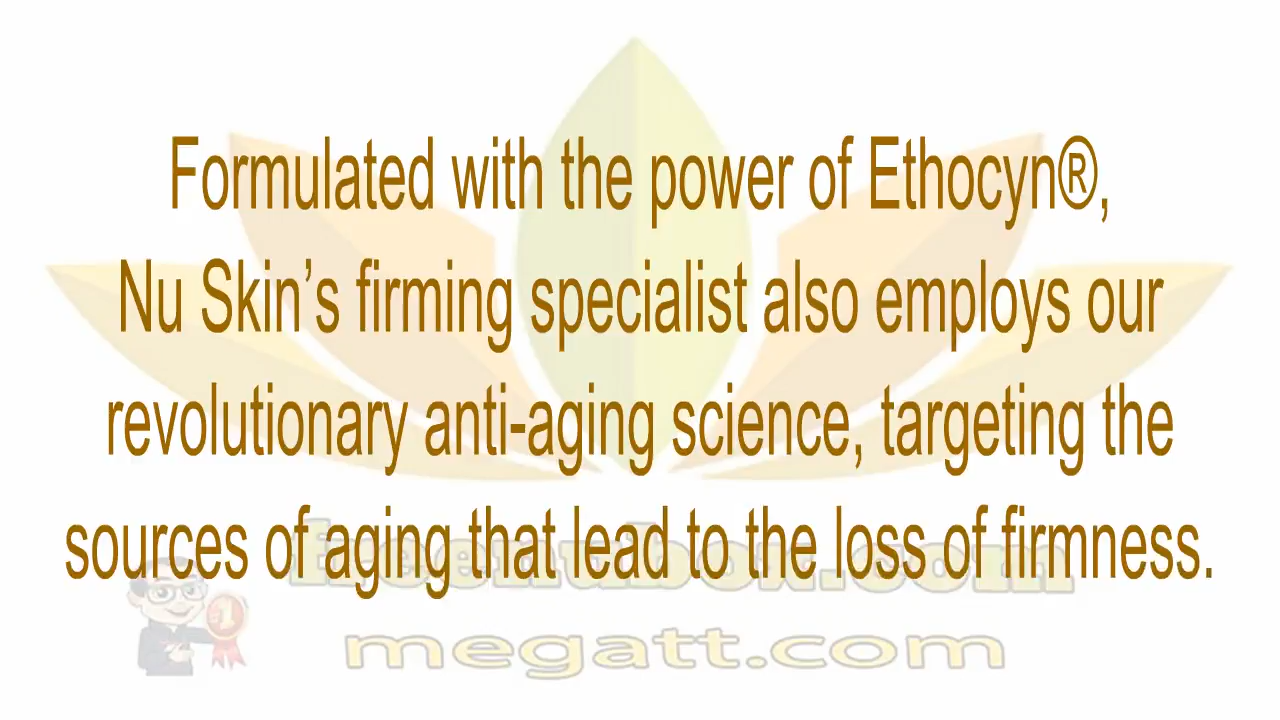 Formulated with the power of Ethocyn®,
Nu Skin’s firming specialist also employs our
revolutionary anti-aging science, targeting the
sources of aging that lead to the loss of firmness.
1
megatt.com